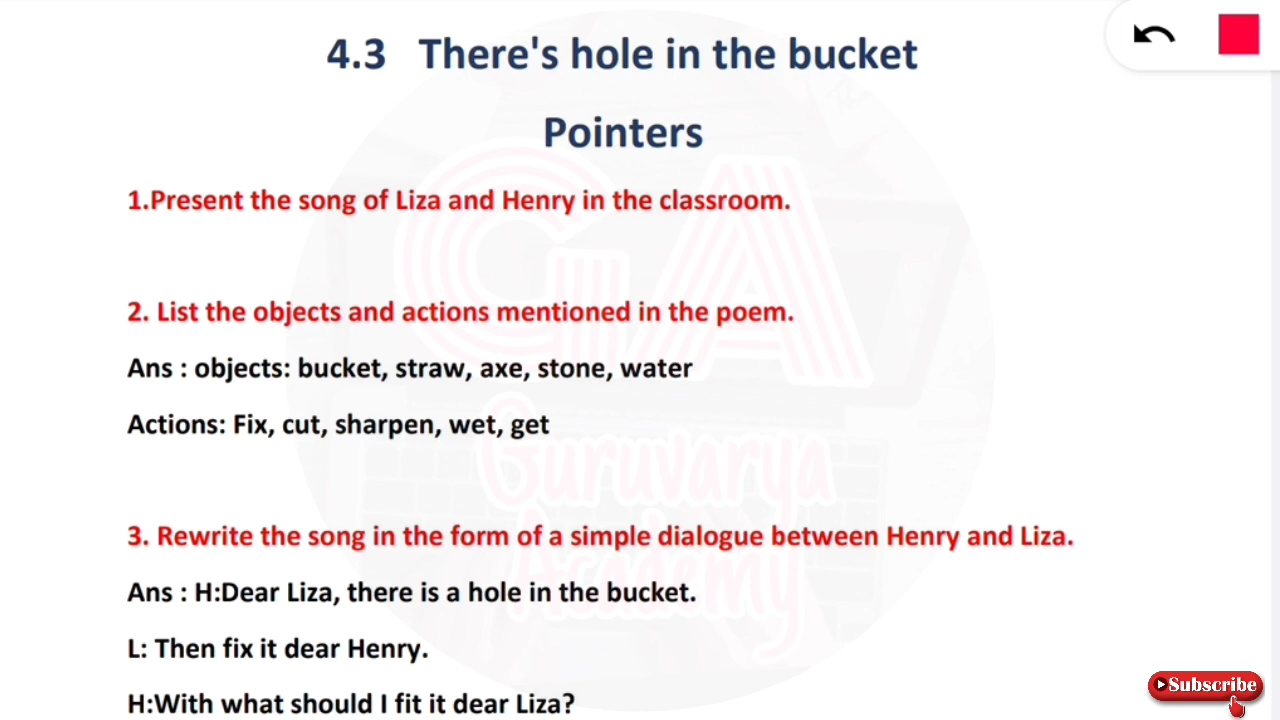 4.3 There's hole in the bucket
Pointers
1.Present the song of Liza and Henry in the classroom.
2. List the objects and actions mentioned in the poem.
Ans : objects: bucket, straw, axe, stone, water
Actions: Fix, cut, sharpen, wet, get
3. Rewrite the song in the form of a simple dialogue between Henry and Liza.
Ans : H:Dear Liza, there is a hole in the bucket.
L: Then fix it dear Henry.
H:With what should I fit it dear Liza?
GA
Guruvarya
Academy
Subscribe